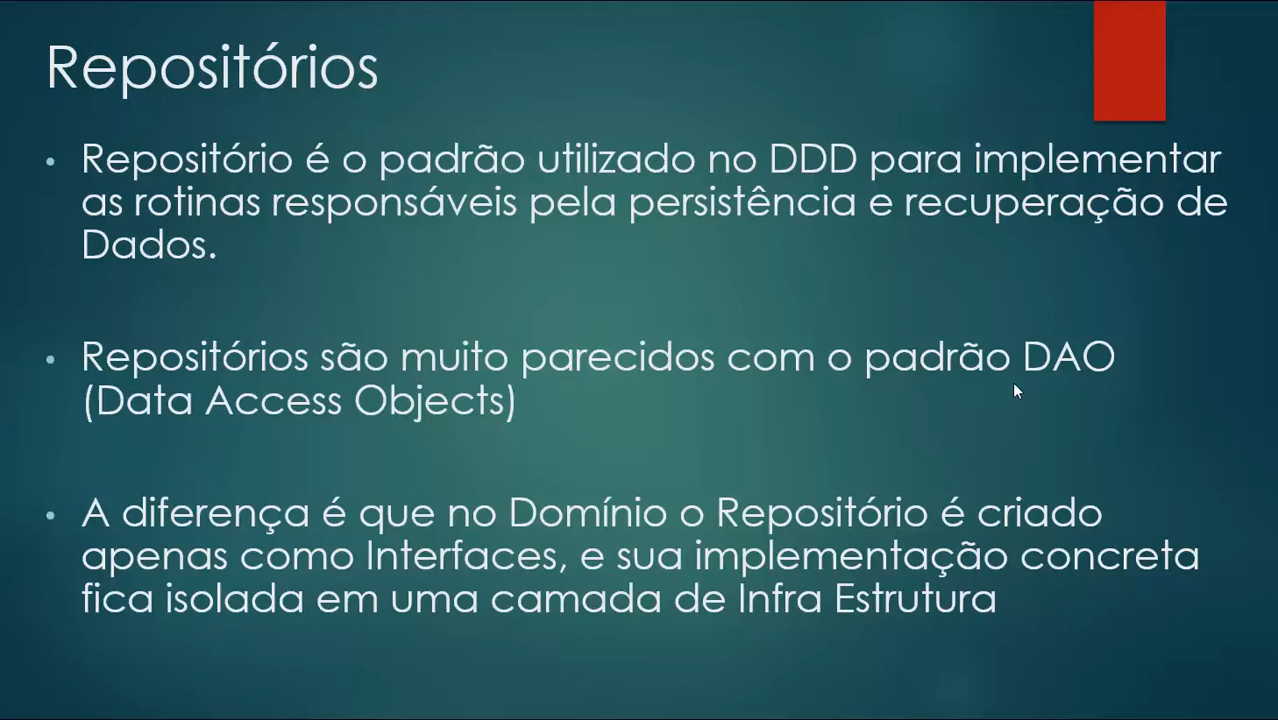 Repositórios
• Repositório é o padrão utilizado no DDD para implementar
as rotinas responsáveis pela persistência e recuperação de
Dados.
• Repositórios são muito parecidos com o padrão DAO
(Data Access Objects)
• A diferença é que no Domínio o Repositório é criado
apenas como Interfaces, e sua implementação concreta
fica isolada em uma camada de Infra Estrutura